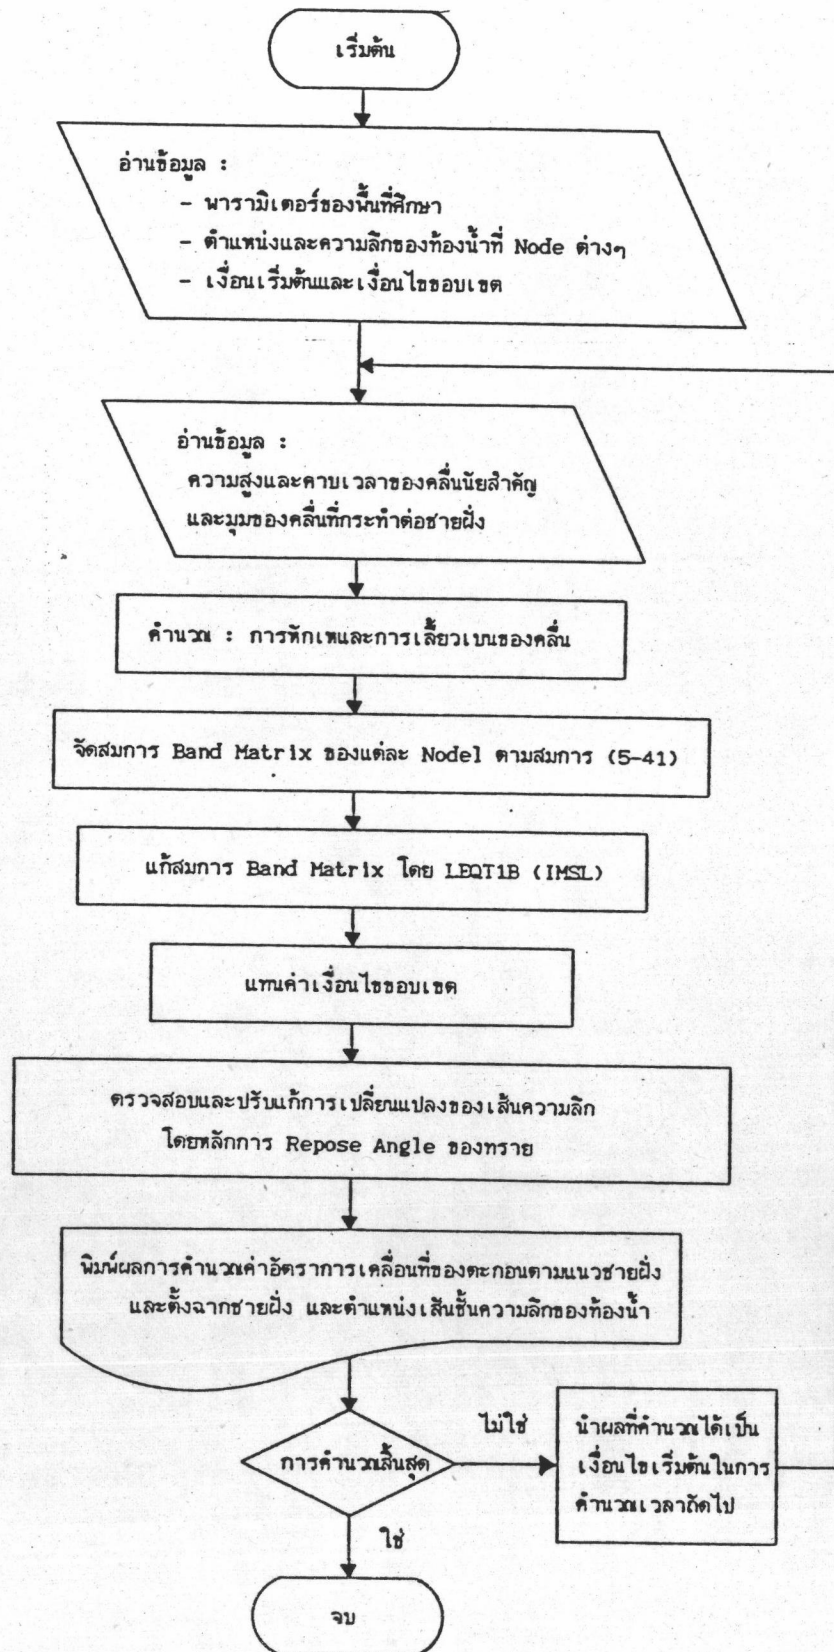 เริ่มต้น
อ่านข้อมูล :
- พารามิเตอร์ของพื้นที่ศึกษา
- ตำแหน่งและความลึกของท้องน้ำที่ Node ต่างๆ
- เงื่อนเริ่มต้นและเงื่อนไขขอบเขต
อ่านข้อมูล :
ความสูงและคาบเวลาของคลื่นนัยสำคัญ
และมุมของคลื่นที่กระทำต่อชายฝั่ง
คำนวณ : การหักเหและการเลี้ยวเบนของคลื่น
จัดสมการ Band Matrix ของแต่ละ Nodel ตามสมการ (5-41)
แก้สมการ Band Matrix โดย LEQT1B (IMSL)
แทนค่าเงื่อนไขขอบเขต
ตรวจสอบและปรับแก้การเปลี่ยนแปลงของเส้นความลึก
โดยหลักการ Repose Angle ของทราย
พิมพ์ผลการคำนวณค่าอัตราการเคลื่อนที่ของตะกอนตามแนวชายฝั่ง
และตั้งฉากชายฝั่ง และตำแหน่งเส้นชั้นความลึกของท้องน้ำ
การคำนวณสิ้นสุด
ไม่ใช่
นำผลที่คำนวณได้เป็น
เงื่อนไขเริ่มต้นในการ
คำนวณเวลาถัดไป
ใช่
จบ